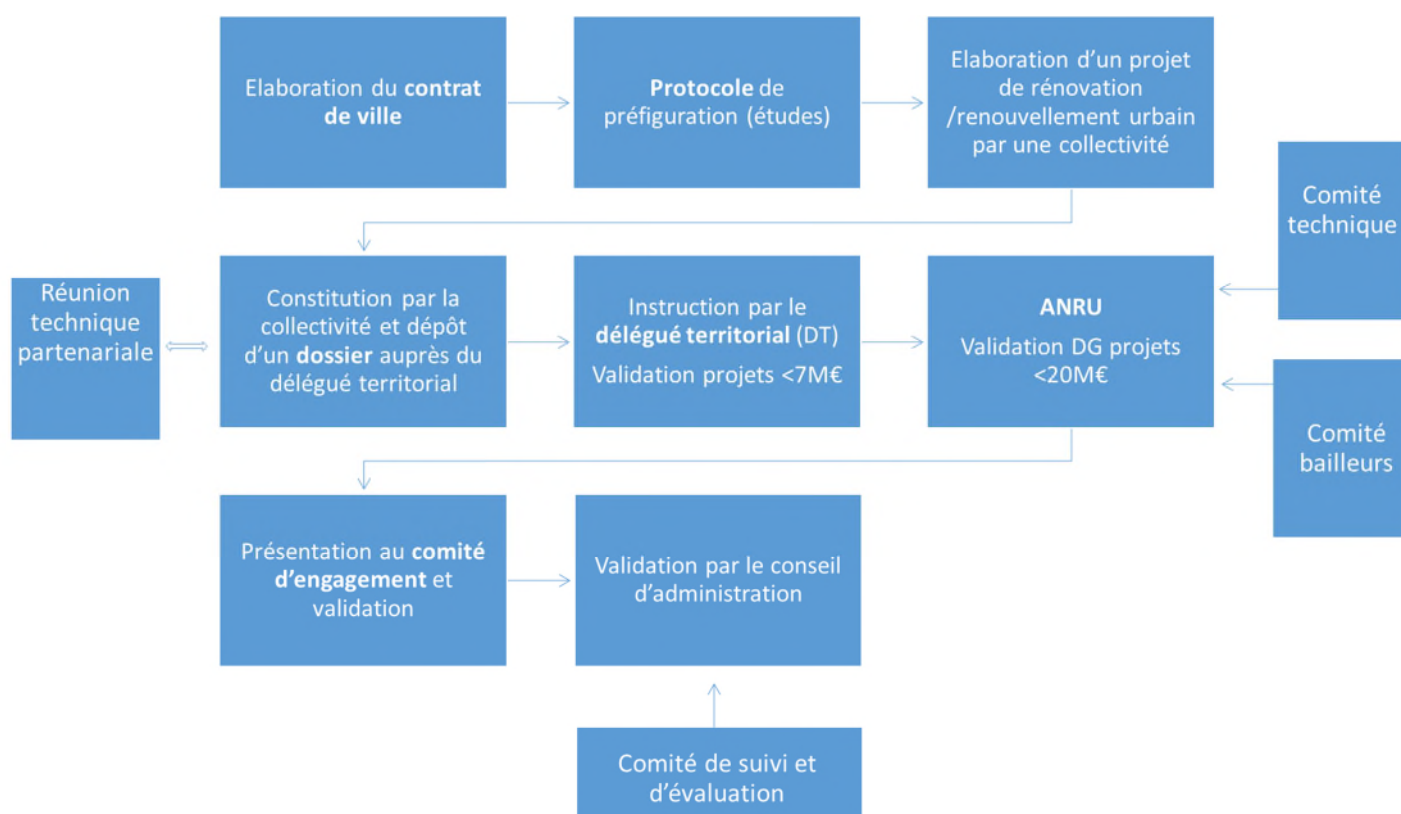 Elaboration du contrat
de ville
Protocole de
préfiguration (études)
Elaboration d'un projet
de rénovation
/renouvellement urbain
par une collectivité
Comité
technique
Réunion
technique
partenariale
Constitution par la
collectivité et dépôt
d'un dossier auprès du
délégué territorial
Instruction par le
délégué territorial (DT)
Validation projets <7M€
ANRU
Validation DG projets
<20M€
Comité
bailleurs
Présentation au comité
d'engagement et
validation
Validation par le conseil
d'administration
Comité de suivi et
d'évaluation